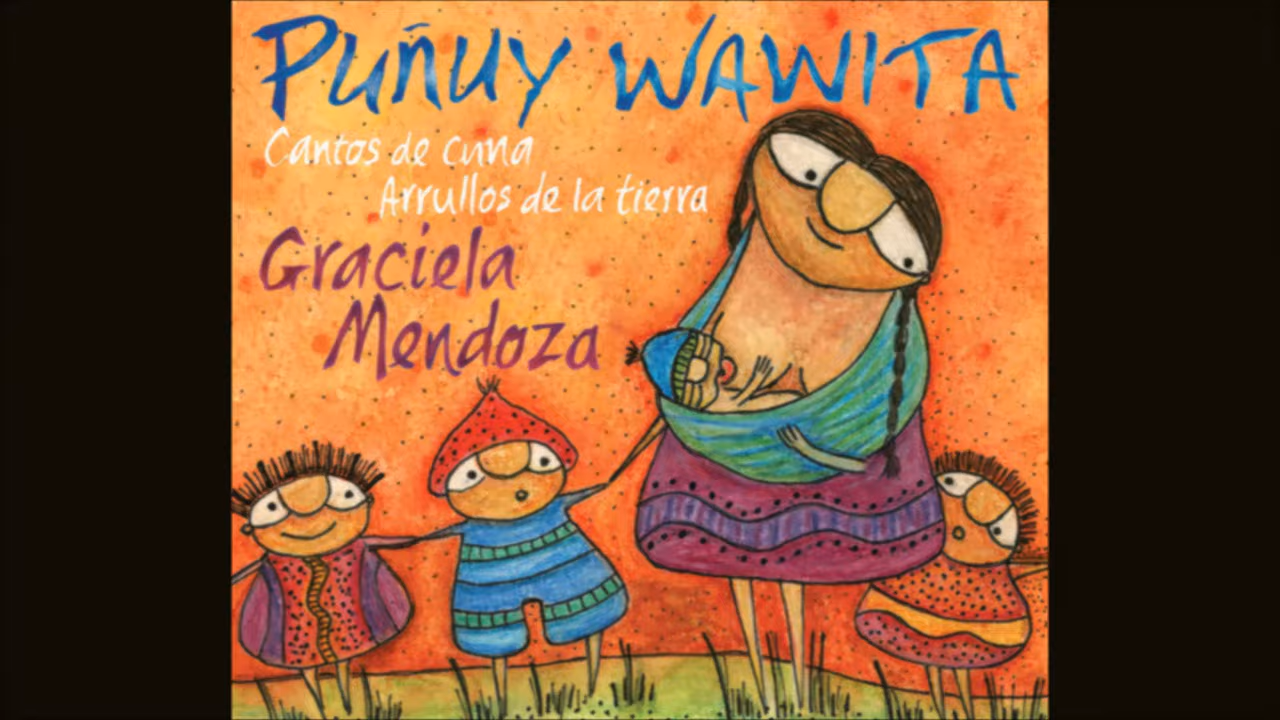 Puñuy WAWITA
Cantos de cuna
Arrullos de la tierra
Graciela
Mendoza